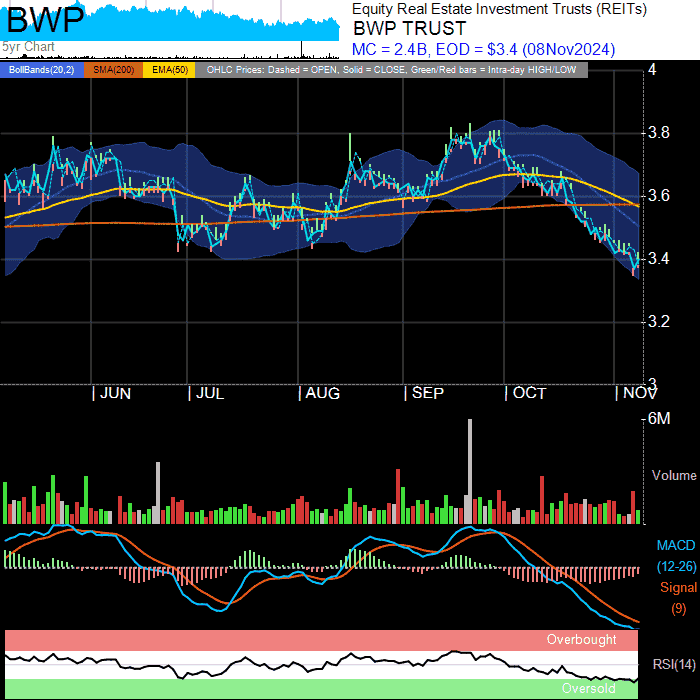 BWP
5yr Chart
Equity Real Estate Investment Trusts (REITs)
BWP TRUST
MC = 2.4B, EOD = $3.4 (08Nov2024)
BollBands(20,2) SMA(200) EMA(50) OHLC Prices: Dashed = OPEN, Solid = CLOSE, Green/Red bars = Intra-day HIGH/LOW
4
3.8
3.6
3.4
3.2
3
| JUN | JUL | AUG | SEP | OCT | NOV
6M
Volume
MACD
(12-26)
Signal
(9)
Overbought
RSI(14)
Oversold